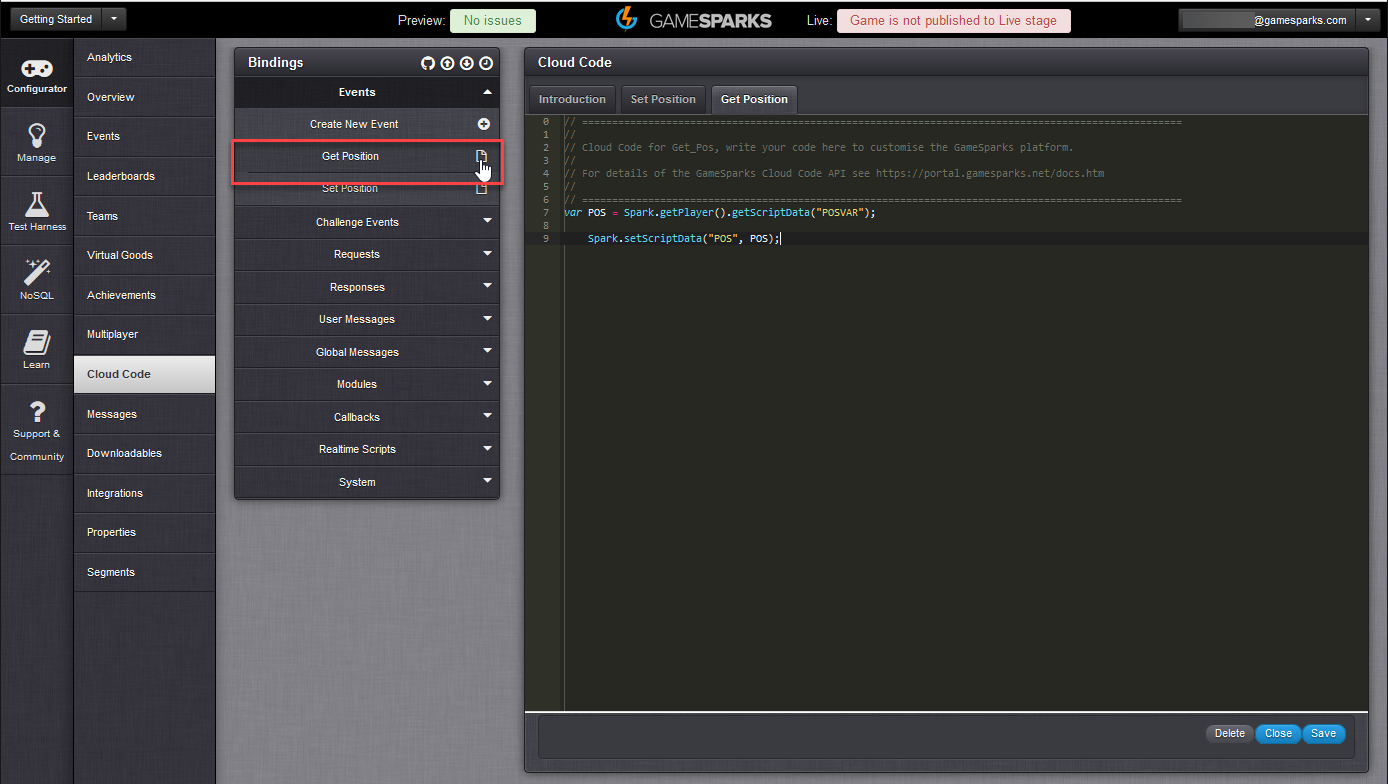 Getting Started
Preview: No issues
GAMESPARKS
Live: Game is not published to Live stage
@gamesparks.com
Configurator
Manage
Test Harness
NoSQL
Learn
Support &
Community
Analytics
Overview
Events
Leaderboards
Teams
Virtual Goods
Achievements
Multiplayer
Cloud Code
Messages
Downloadables
Integrations
Properties
Segments
Bindings
Events
Create New Event
Get Position
Set Position
Challenge Events
Requests
Responses
User Messages
Global Messages
Modules
Callbacks
Realtime Scripts
System
Cloud Code
Introduction Set Position Get Position
0 // ====================================================================================================
1 //
2 // Cloud Code for Get_Pos, write your code here to customise the GameSparks platform.
3 //
4 // For details of the GameSparks Cloud Code API see https://portal.gamesparks.net/docs.htm
5 //
6 // ====================================================================================================
7 var POS = Spark.getPlayer().getScriptData("POSVAR");
8
9 Spark.setScriptData("POS", POS);
Delete Close Save